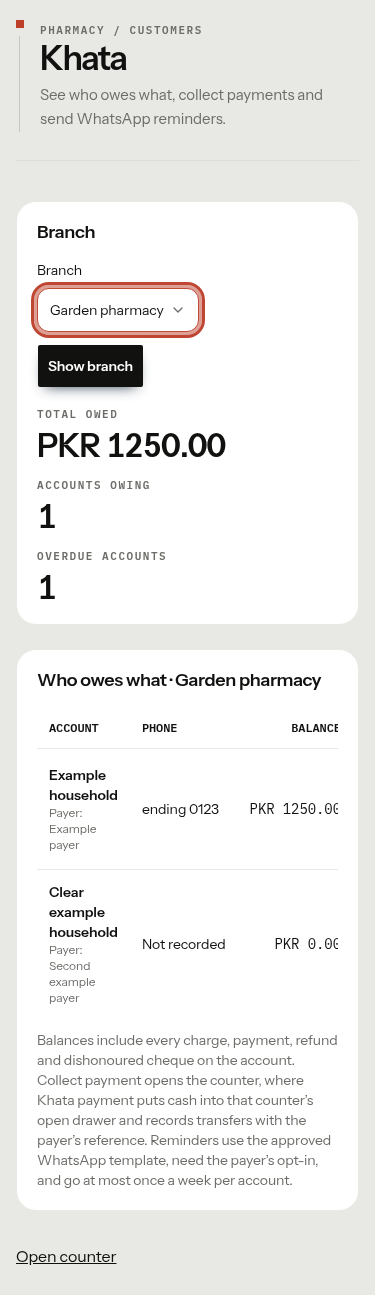 PHARMACY / CUSTOMERS
Khata
See who owes what, collect payments and
send WhatsApp reminders.
Branch
Branch
Garden pharmacy
Show branch
TOTAL OWED
PKR 1250.00
ACCOUNTS OWING
1
OVERDUE ACCOUNTS
1
Who owes what · Garden pharmacy
ACCOUNT PHONE BALANCE
Example
household
Payer:
Example
payer
ending 0123
PKR 1250.00
Clear
example
household
Payer:
Second
example
payer
Not recorded
PKR 0.00
Balances include every charge, payment, refund
and dishonoured cheque on the account.
Collect payment opens the counter, where
Khata payment puts cash into that counter’s
open drawer and records transfers with the
payer’s reference. Reminders use the approved
WhatsApp template, need the payer’s opt-in,
and go at most once a week per account.
Open counter